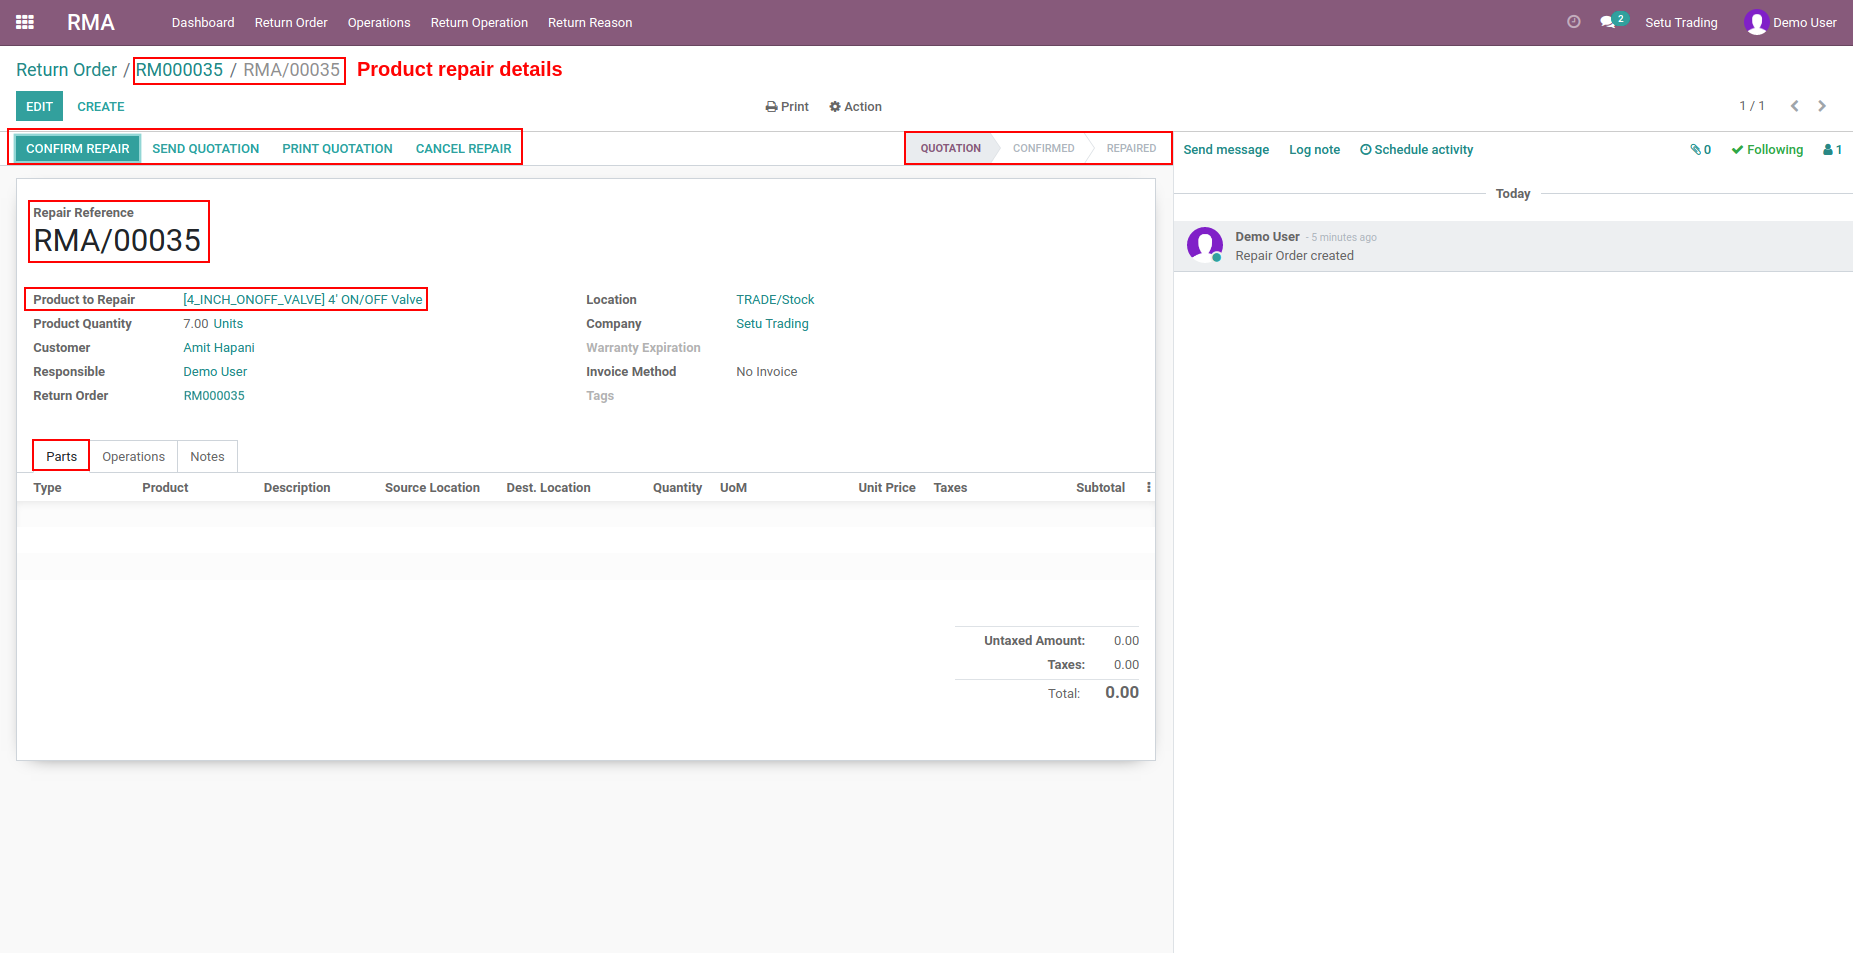 RMA Dashboard Return Order Operations Return Operation Return Reason 2 Setu Trading Demo User
Return Order / RM000035 / RMA/00035 Product repair details
EDIT CREATE Print Action 1 / 1
CONFIRM REPAIR SEND QUOTATION PRINT QUOTATION CANCEL REPAIR QUOTATION CONFIRMED REPAIRED Send message Log note Schedule activity 0 Following 1
Today
Demo User - 5 minutes ago
Repair Order created
Repair Reference
RMA/00035
Product to Repair [4_INCH_ONOFF_VALVE] 4' ON/OFF Valve Location TRADE/Stock
Product Quantity 7.00 Units Company Setu Trading
Customer Amit Hapani Warranty Expiration
Responsible Demo User Invoice Method No Invoice
Return Order RM000035 Tags
Parts Operations Notes
Type Product Description Source Location Dest. Location Quantity UoM Unit Price Taxes Subtotal
Untaxed Amount: 0.00
Taxes: 0.00
Total: 0.00